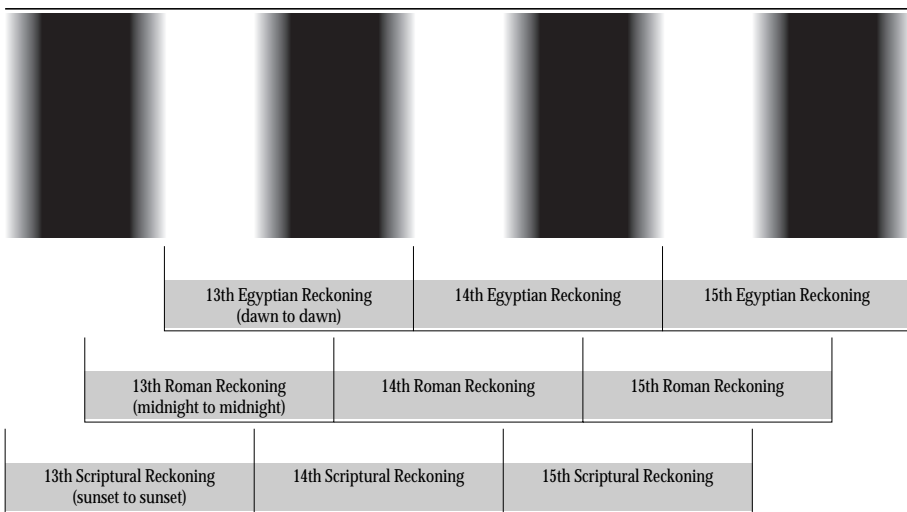 13th Egyptian Reckoning
(dawn to dawn)
14th Egyptian Reckoning
15th Egyptian Reckoning
13th Roman Reckoning
(midnight to midnight)
14th Roman Reckoning
15th Roman Reckoning
13th Scriptural Reckoning
(sunset to sunset)
14th Scriptural Reckoning
15th Scriptural Reckoning